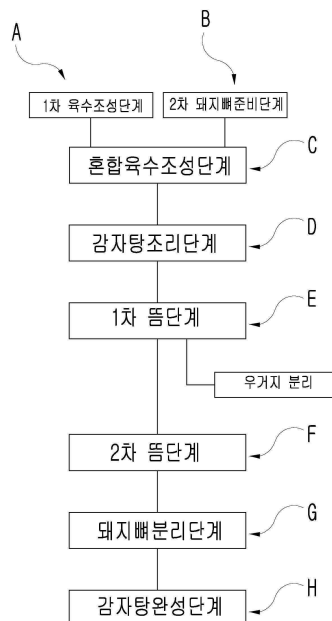 A
B
1차 육수조성단계
2차 돼지뼈준비단계
C
혼합육수조성단계
D
감자탕조리단계
E
1차 뜸단계
우거지 분리
F
2차 뜸단계
G
돼지뼈분리단계
H
감자탕완성단계